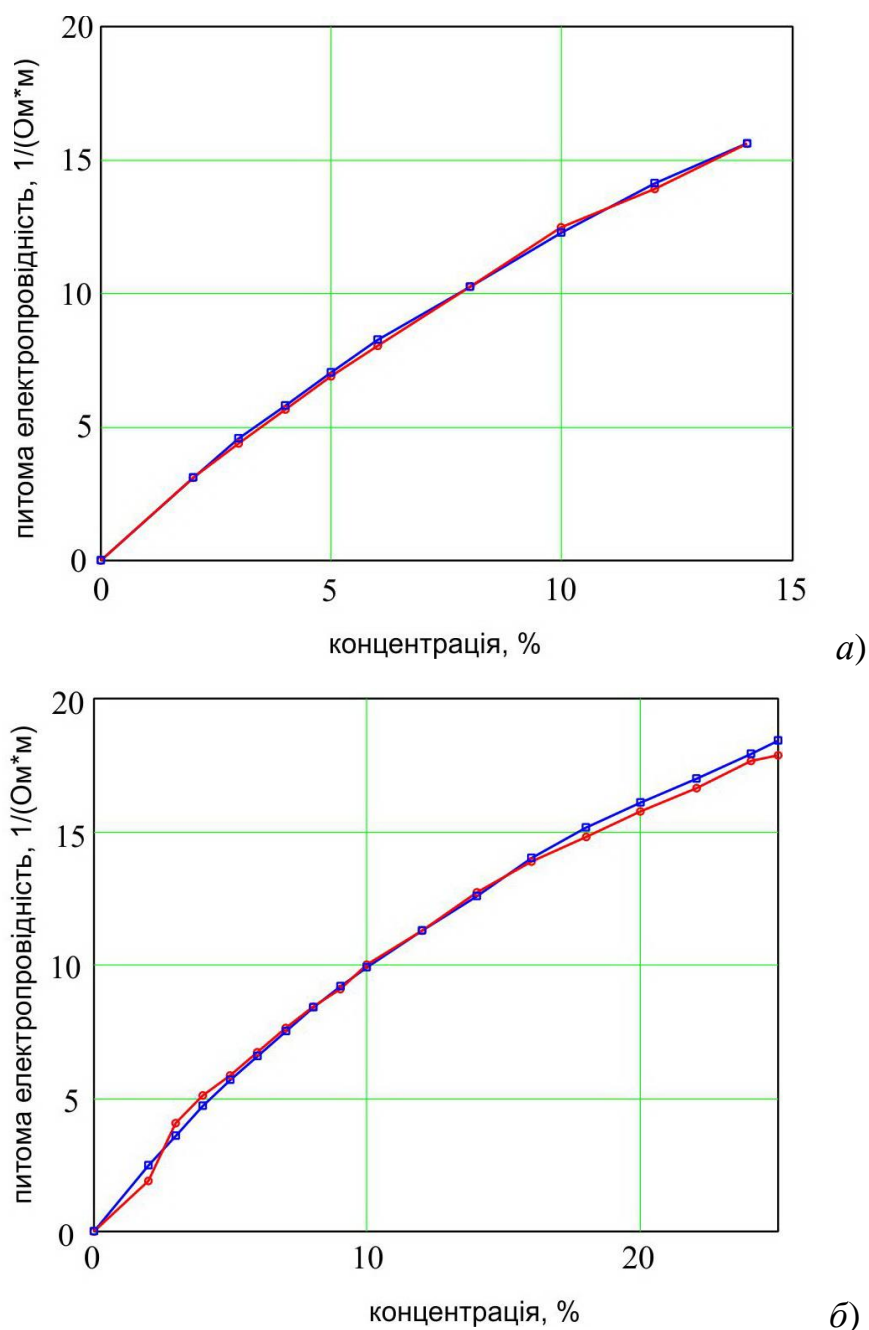 20
15
10
5
0
питома електропровідність, 1/(Ом*м)
0 5 10 15
концентрація, %
а)
20
15
10
5
0
питома електропровідність, 1/(Ом*м)
0 10 20
концентрація, %
б)